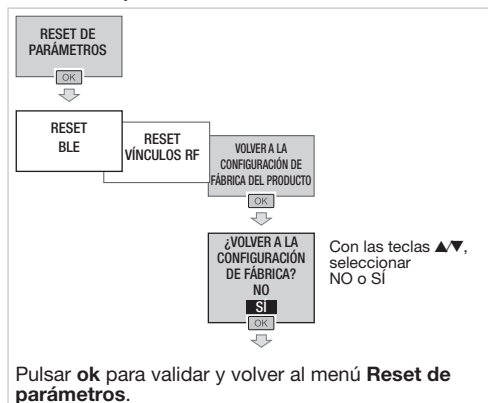 RESET DE
PARÁMETROS
OK
RESET
BLE
RESET
VÍNCULOS RF
VOLVER A LA
CONFIGURACIÓN DE
FÁBRICA DEL PRODUCTO
OK
¿VOLVER A LA
CONFIGURACIÓN
DE FÁBRICA?
NO
SÍ
OK
Con las teclas ▲/▼,
seleccionar
NO o SÍ
Pulsar ok para validar y volver al menú Reset de
parámetros.